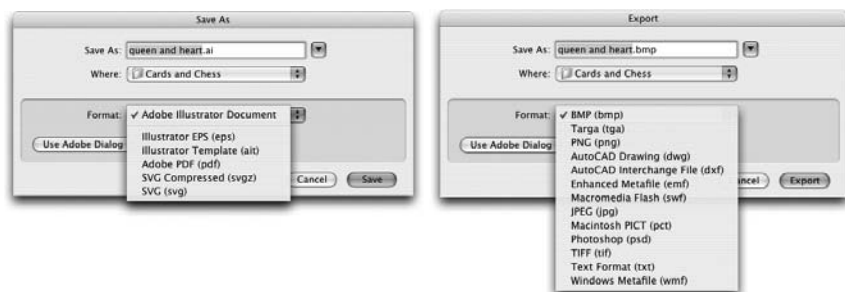 Save As
Save As: queen and heart.ai
Where: Cards and Chess
Format: ✓ Adobe Illustrator Document
Illustrator EPS (eps)
Illustrator Template (ait)
Adobe PDF (pdf)
SVG Compressed (svgz)
SVG (svg)
Use Adobe Dialog
Cancel
Save
Export
Save As: queen and heart.bmp
Where: Cards and Chess
Format: ✓ BMP (bmp)
Targa (tga)
PNG (png)
AutoCAD Drawing (dwg)
AutoCAD Interchange File (dxf)
Enhanced Metafile (emf)
Macromedia Flash (swf)
JPEG (jpg)
Macintosh PICT (pct)
Photoshop (psd)
TIFF (tif)
Text Format (txt)
Windows Metafile (wmf)
Use Adobe Dialog
ncel
Export